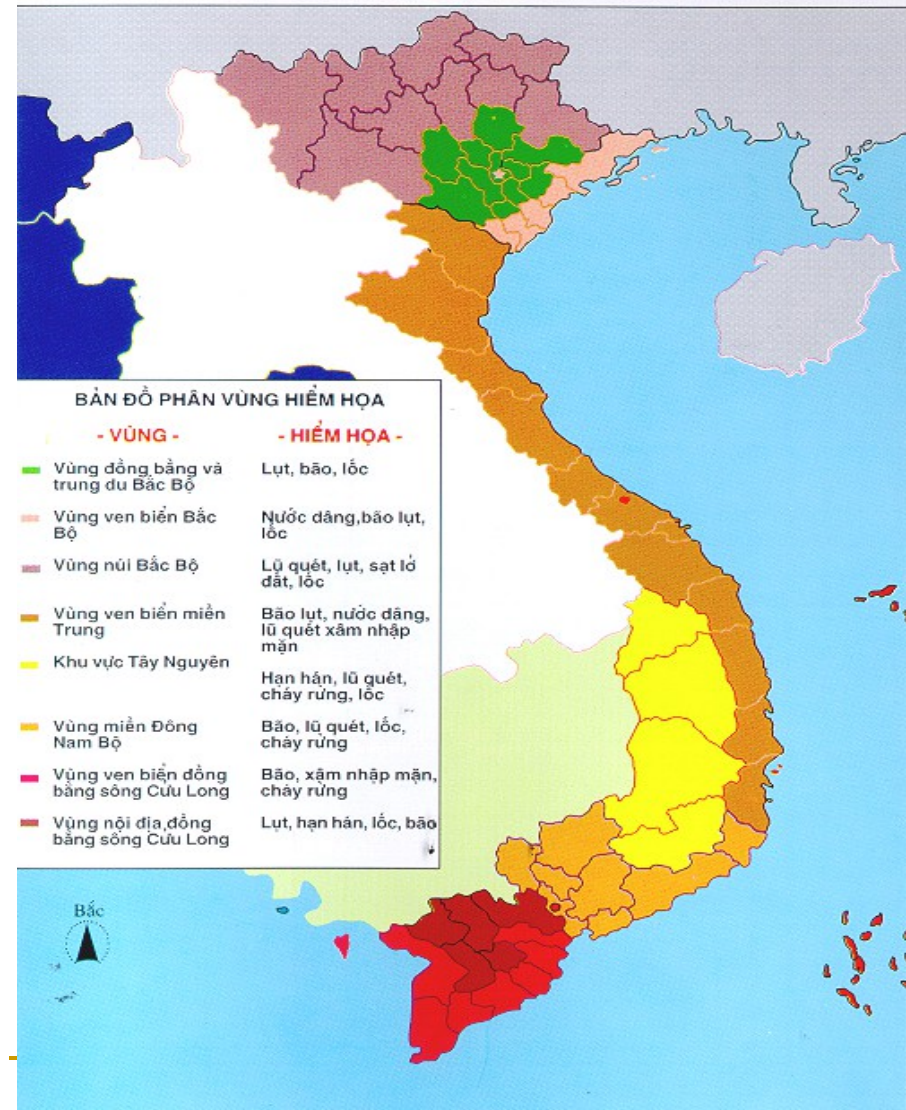 BẢN ĐỒ PHÂN VÙNG HIỂM HỌA
- VÙNG - - HIỂM HỌA -
Vùng đồng bằng và Lụt, bão, lốc
trung du Bắc Bộ
Vùng ven biển Bắc Nước dâng,bão lụt,
Bộ lốc
Vùng núi Bắc Bộ Lũ quét, lụt, sạt lở
đất, lốc
Vùng ven biển miền Bão lụt, nước dâng,
Trung lũ quét xâm nhập
mặn
Khu vực Tây Nguyên
Hạn hán, lũ quét,
cháy rừng, lốc
Vùng miền Đông Bão, lũ quét, lốc,
Nam Bộ cháy rừng
Vùng ven biển đồng Bão, xâm nhập mặn,
bằng sông Cửu Long cháy rừng
Vùng nội địa đồng Lụt, hạn hán, lốc, bão
bằng sông Cửu Long
Bắc